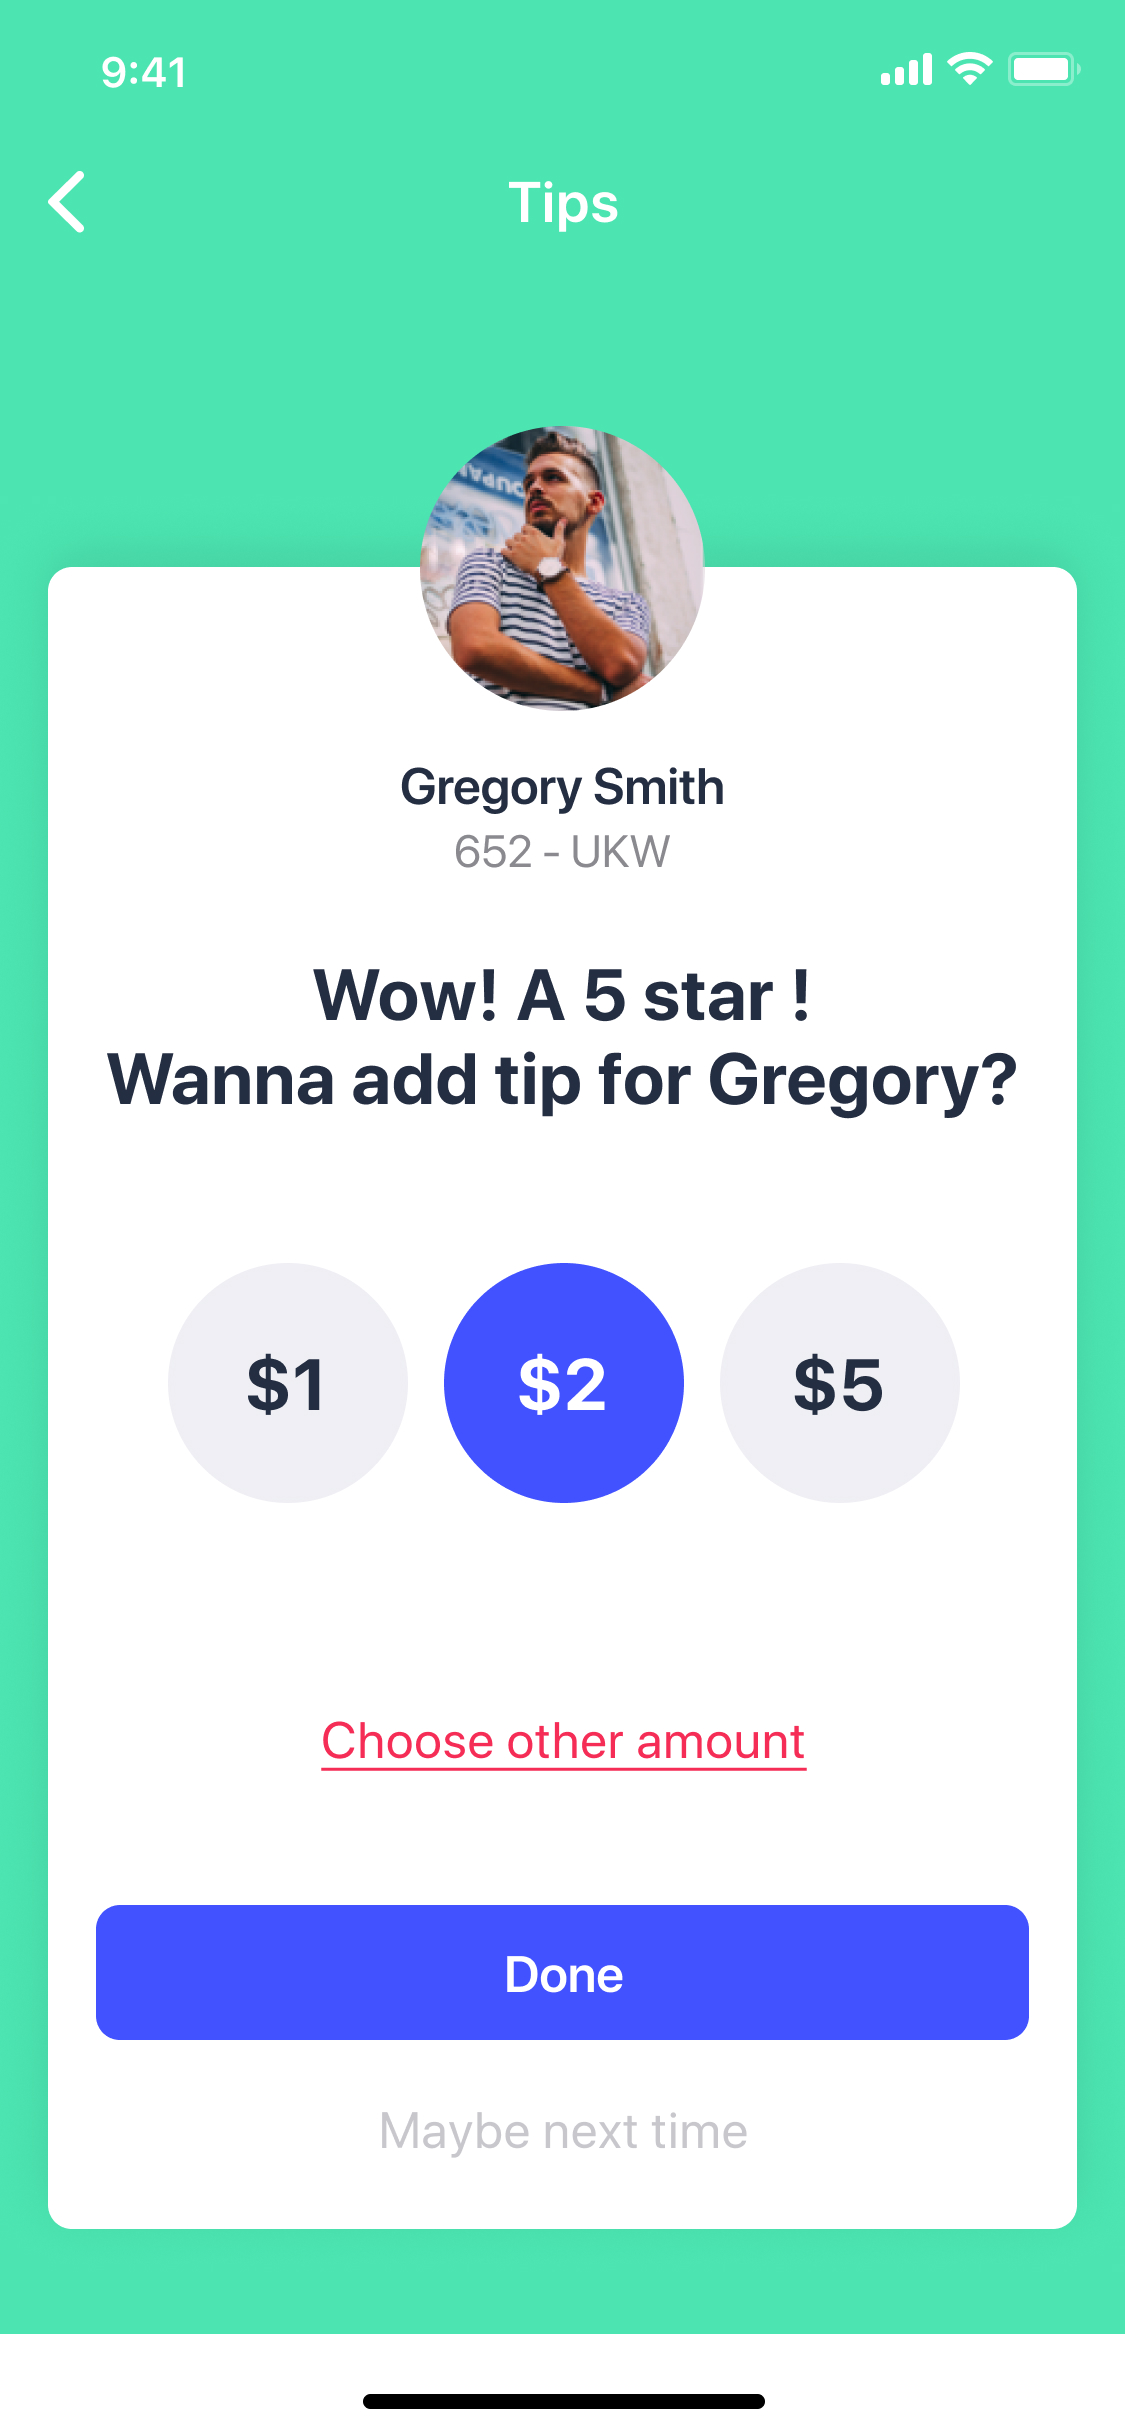 9:41
Tips
Gregory Smith
652 - UKW
Wow! A 5 star !
Wanna add tip for Gregory?
$1 $2 $5
Choose other amount
Done
Maybe next time